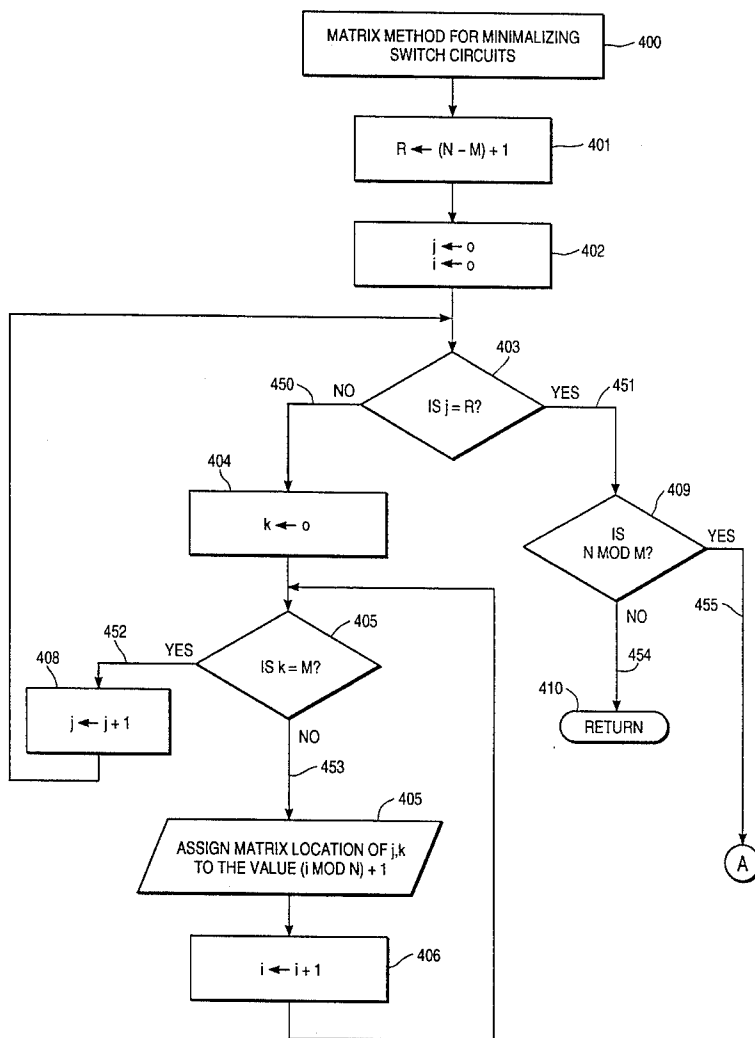 MATRIX METHOD FOR MINIMALIZING
SWITCH CIRCUITS
400
R ← (N – M) + 1
401
j ← o
i ← o
402
403
450
NO
IS j = R?
YES
451
404
k ← o
409
IS
N MOD M?
YES
455
NO
454
410
RETURN
452
YES
405
IS k = M?
408
j ← j + 1
NO
453
405
ASSIGN MATRIX LOCATION OF j,k
TO THE VALUE (i MOD N) + 1
A
i ← i + 1
406